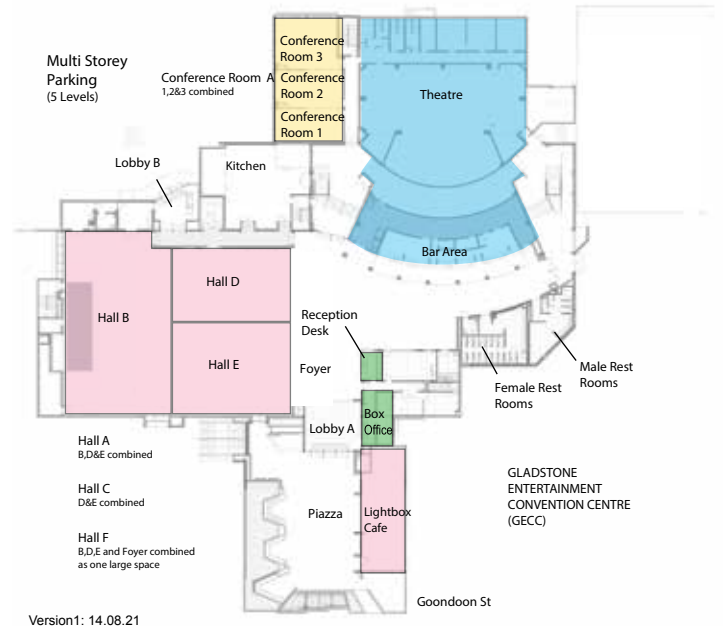 Multi Storey
Parking
(5 Levels)
Conference Room A
1,2&3 combined
Conference
Room 3
Conference
Room 2
Conference
Room 1
Theatre
Lobby B
Kitchen
Bar Area
Hall B
Hall D
Hall E
Reception
Desk
Foyer
Male Rest
Rooms
Female Rest
Rooms
Box
Office
Lobby A
Hall A
B,D&E combined
Hall C
D&E combined
Hall F
B,D,E and Foyer combined
as one large space
Piazza
Lightbox
Cafe
GLADSTONE
ENTERTAINMENT
CONVENTION CENTRE
(GECC)
Goondoon St
Version1: 14.08.21